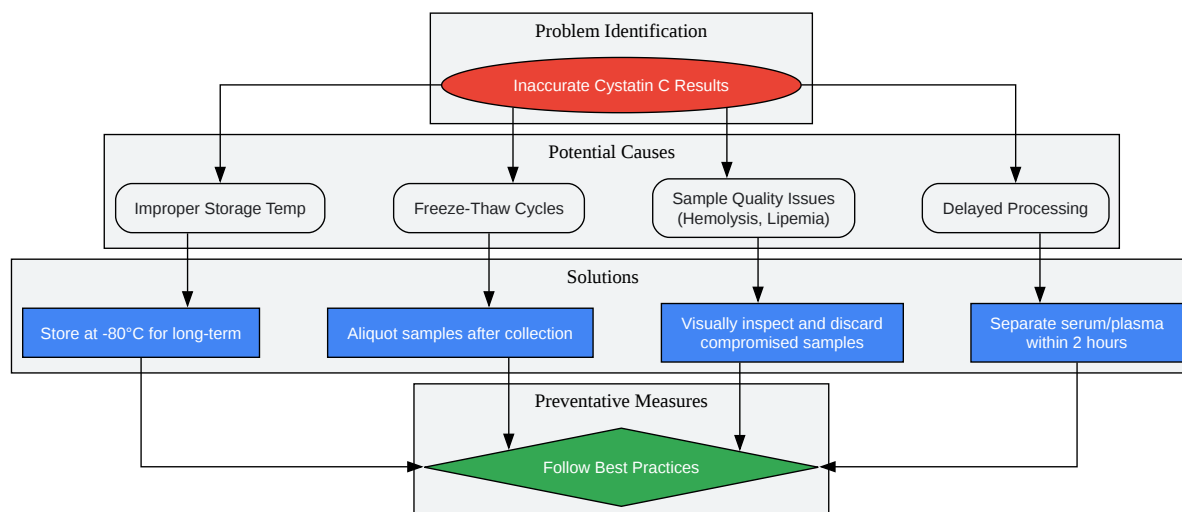 Problem Identification
Inaccurate Cystatin C Results
Potential Causes
Improper Storage Temp
Freeze-Thaw Cycles
Sample Quality Issues
(Hemolysis, Lipemia)
Delayed Processing
Solutions
Store at -80°C for long-term
Aliquot samples after collection
Visually inspect and discard
compromised samples
Separate serum/plasma
within 2 hours
Preventative Measures
Follow Best Practices